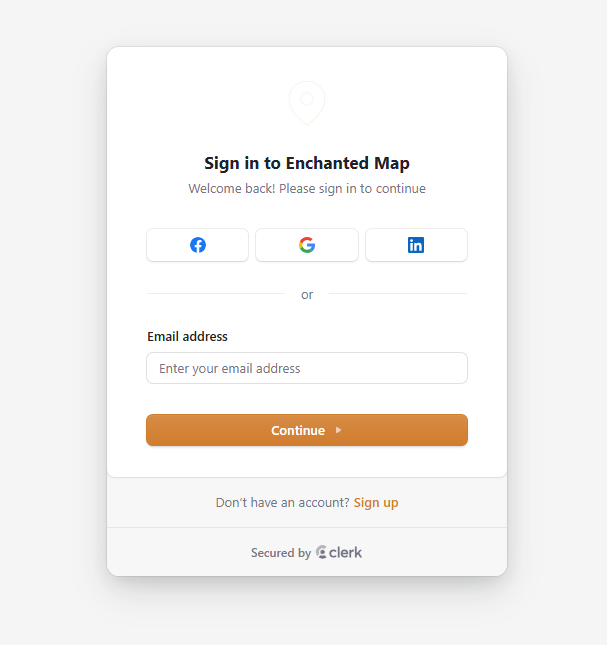 Sign in to Enchanted Map
Welcome back! Please sign in to continue
or
Email address
Enter your email address
Continue
Don't have an account? Sign up
Secured by clerk